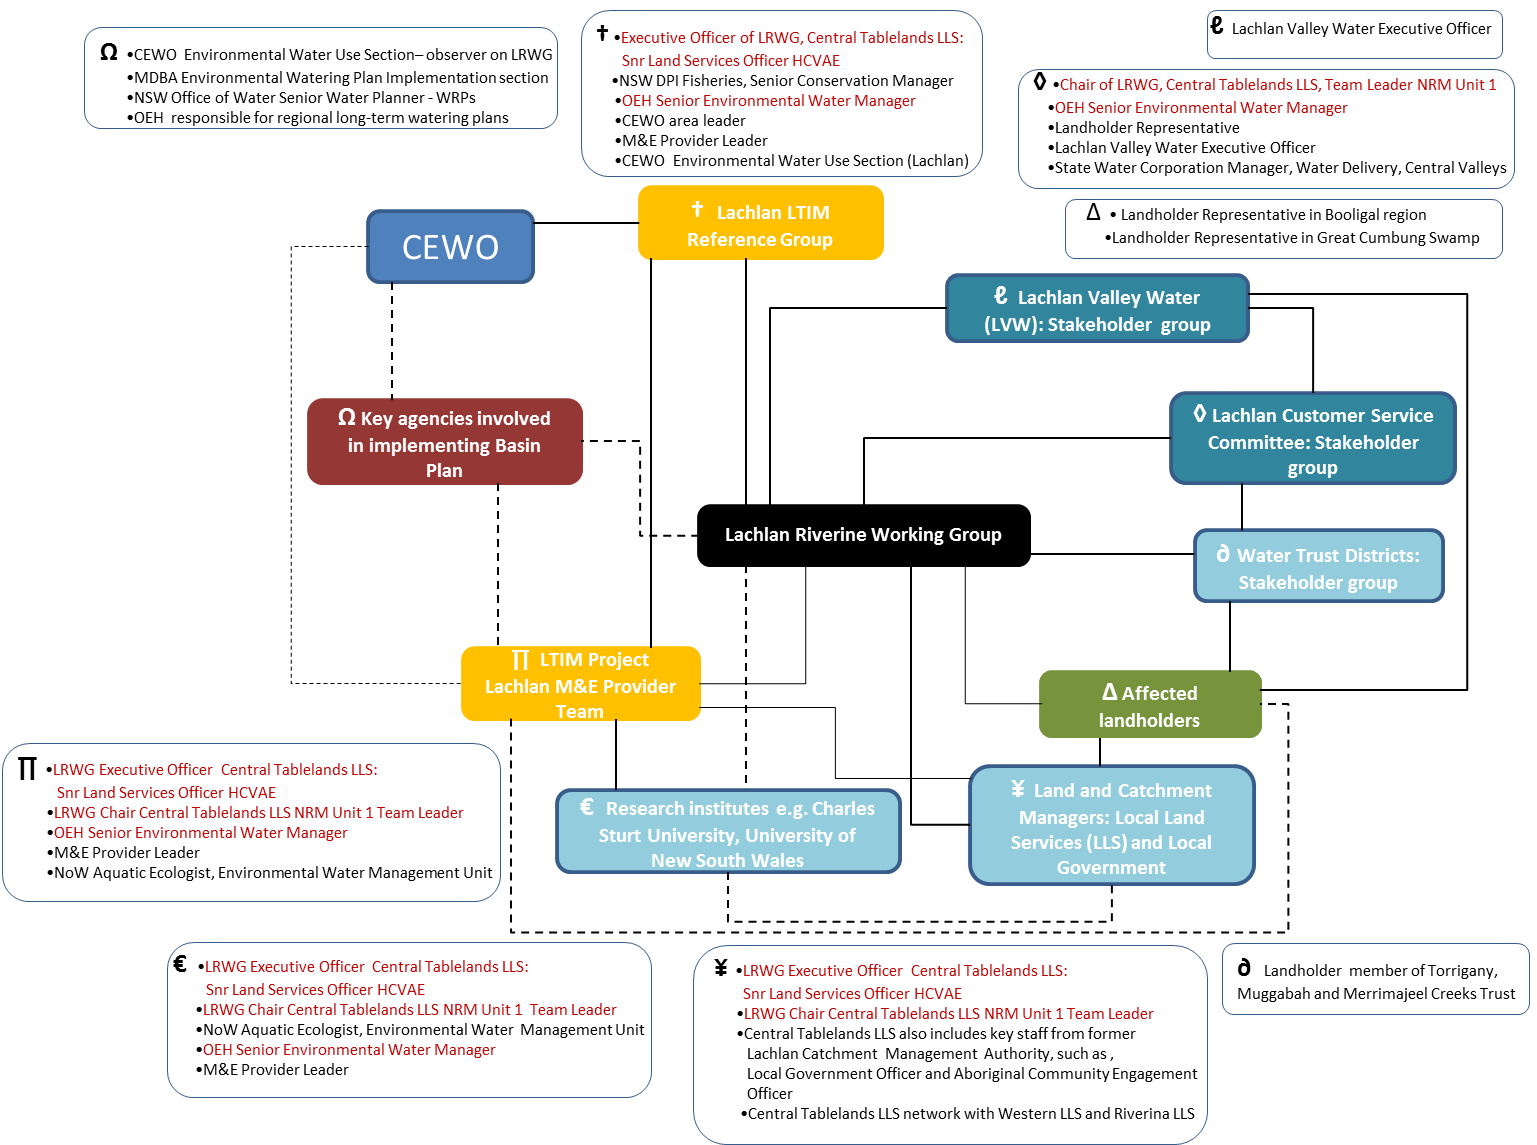 Ω •CEWO Environmental Water Use Section– observer on LRWG
•MDBA Environmental Watering Plan Implementation section
•NSW Office of Water Senior Water Planner - WRPs
•OEH responsible for regional long-term watering plans
† •Executive Officer of LRWG, Central Tablelands LLS:
Snr Land Services Officer HCVAE
•NSW DPI Fisheries, Senior Conservation Manager
•OEH Senior Environmental Water Manager
•CEWO area leader
•M&E Provider Leader
•CEWO Environmental Water Use Section (Lachlan)
ℓ Lachlan Valley Water Executive Officer
◊ •Chair of LRWG, Central Tablelands LLS, Team Leader NRM Unit 1
•OEH Senior Environmental Water Manager
•Landholder Representative
•Lachlan Valley Water Executive Officer
•State Water Corporation Manager, Water Delivery, Central Valleys
Δ • Landholder Representative in Booligal region
•Landholder Representative in Great Cumbung Swamp
† Lachlan LTIM
Reference Group
CEWO
ℓ Lachlan Valley Water
(LVW): Stakeholder group
Ω Key agencies involved
in implementing Basin
Plan
◊ Lachlan Customer Service
Committee: Stakeholder
group
Lachlan Riverine Working Group
∂ Water Trust Districts:
Stakeholder group
∏ LTIM Project
Lachlan M&E Provider
Team
Δ Affected
landholders
€ Research institutes e.g. Charles
Sturt University, University of
New South Wales
¥ Land and Catchment
Managers: Local Land
Services (LLS) and Local
Government
∏ •LRWG Executive Officer Central Tablelands LLS:
Snr Land Services Officer HCVAE
•LRWG Chair Central Tablelands LLS NRM Unit 1 Team Leader
•OEH Senior Environmental Water Manager
•M&E Provider Leader
•NoW Aquatic Ecologist, Environmental Water Management Unit
€ •LRWG Executive Officer Central Tablelands LLS:
Snr Land Services Officer HCVAE
•LRWG Chair Central Tablelands LLS NRM Unit 1 Team Leader
•NoW Aquatic Ecologist, Environmental Water Management Unit
•OEH Senior Environmental Water Manager
•M&E Provider Leader
¥ •LRWG Executive Officer Central Tablelands LLS:
Snr Land Services Officer HCVAE
•LRWG Chair Central Tablelands LLS NRM Unit 1 Team Leader
•Central Tablelands LLS also includes key staff from former
Lachlan Catchment Management Authority, such as ,
Local Government Officer and Aboriginal Community Engagement
Officer
•Central Tablelands LLS network with Western LLS and Riverina LLS
∂ Landholder member of Torrigany,
Muggabah and Merrimajeel Creeks Trust